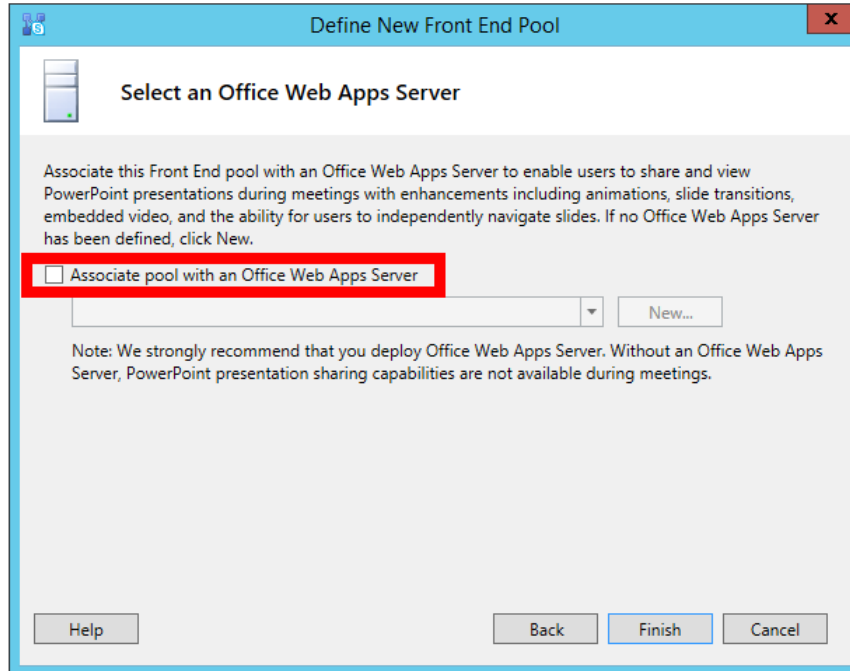 Define New Front End Pool
x
Select an Office Web Apps Server
Associate this Front End pool with an Office Web Apps Server to enable users to share and view
PowerPoint presentations during meetings with enhancements including animations, slide transitions,
embedded video, and the ability for users to independently navigate slides. If no Office Web Apps Server
has been defined, click New.
Associate pool with an Office Web Apps Server
New...
Note: We strongly recommend that you deploy Office Web Apps Server. Without an Office Web Apps
Server, PowerPoint presentation sharing capabilities are not available during meetings.
Help Back Finish Cancel